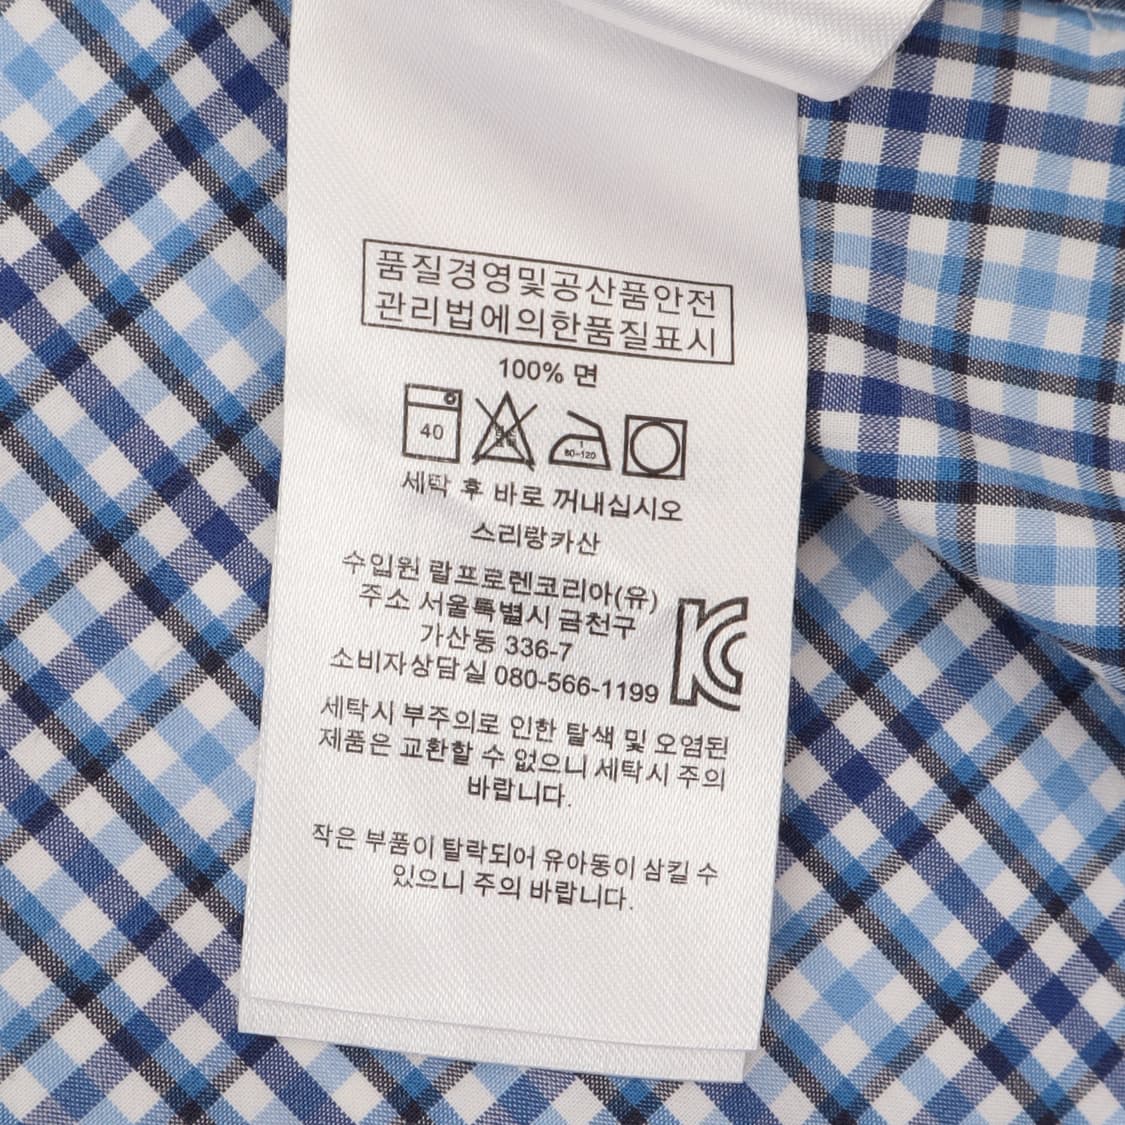 품질경영및공산품안전
관리법에의한품질표시
100% 면
40
80~120
세탁 후 바로 꺼내십시오
스리랑카산
수입원 랄프로렌코리아(유)
주소 서울특별시 금천구
가산동 336-7
소비자상담실 080-566-1199
세탁시 부주의로 인한 탈색 및 오염된
제품은 교환할 수 없으니 세탁시 주의
바랍니다.
작은 부품이 탈락되어 유아동이 삼킬 수
있으니 주의 바랍니다.